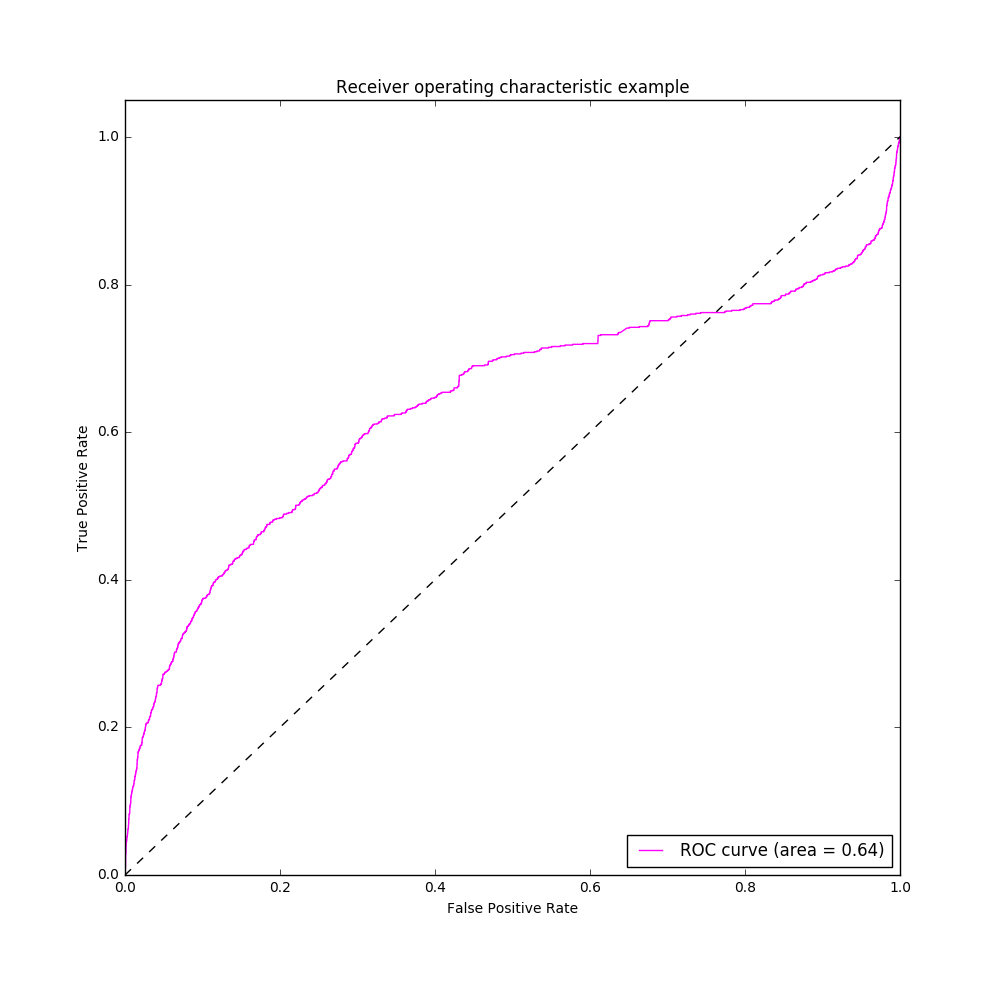 Receiver operating characteristic example
1.0
0.8
0.6
0.4
0.2
0.0
True Positive Rate
ROC curve (area = 0.64)
0.0 0.2 0.4 0.6 0.8 1.0
False Positive Rate